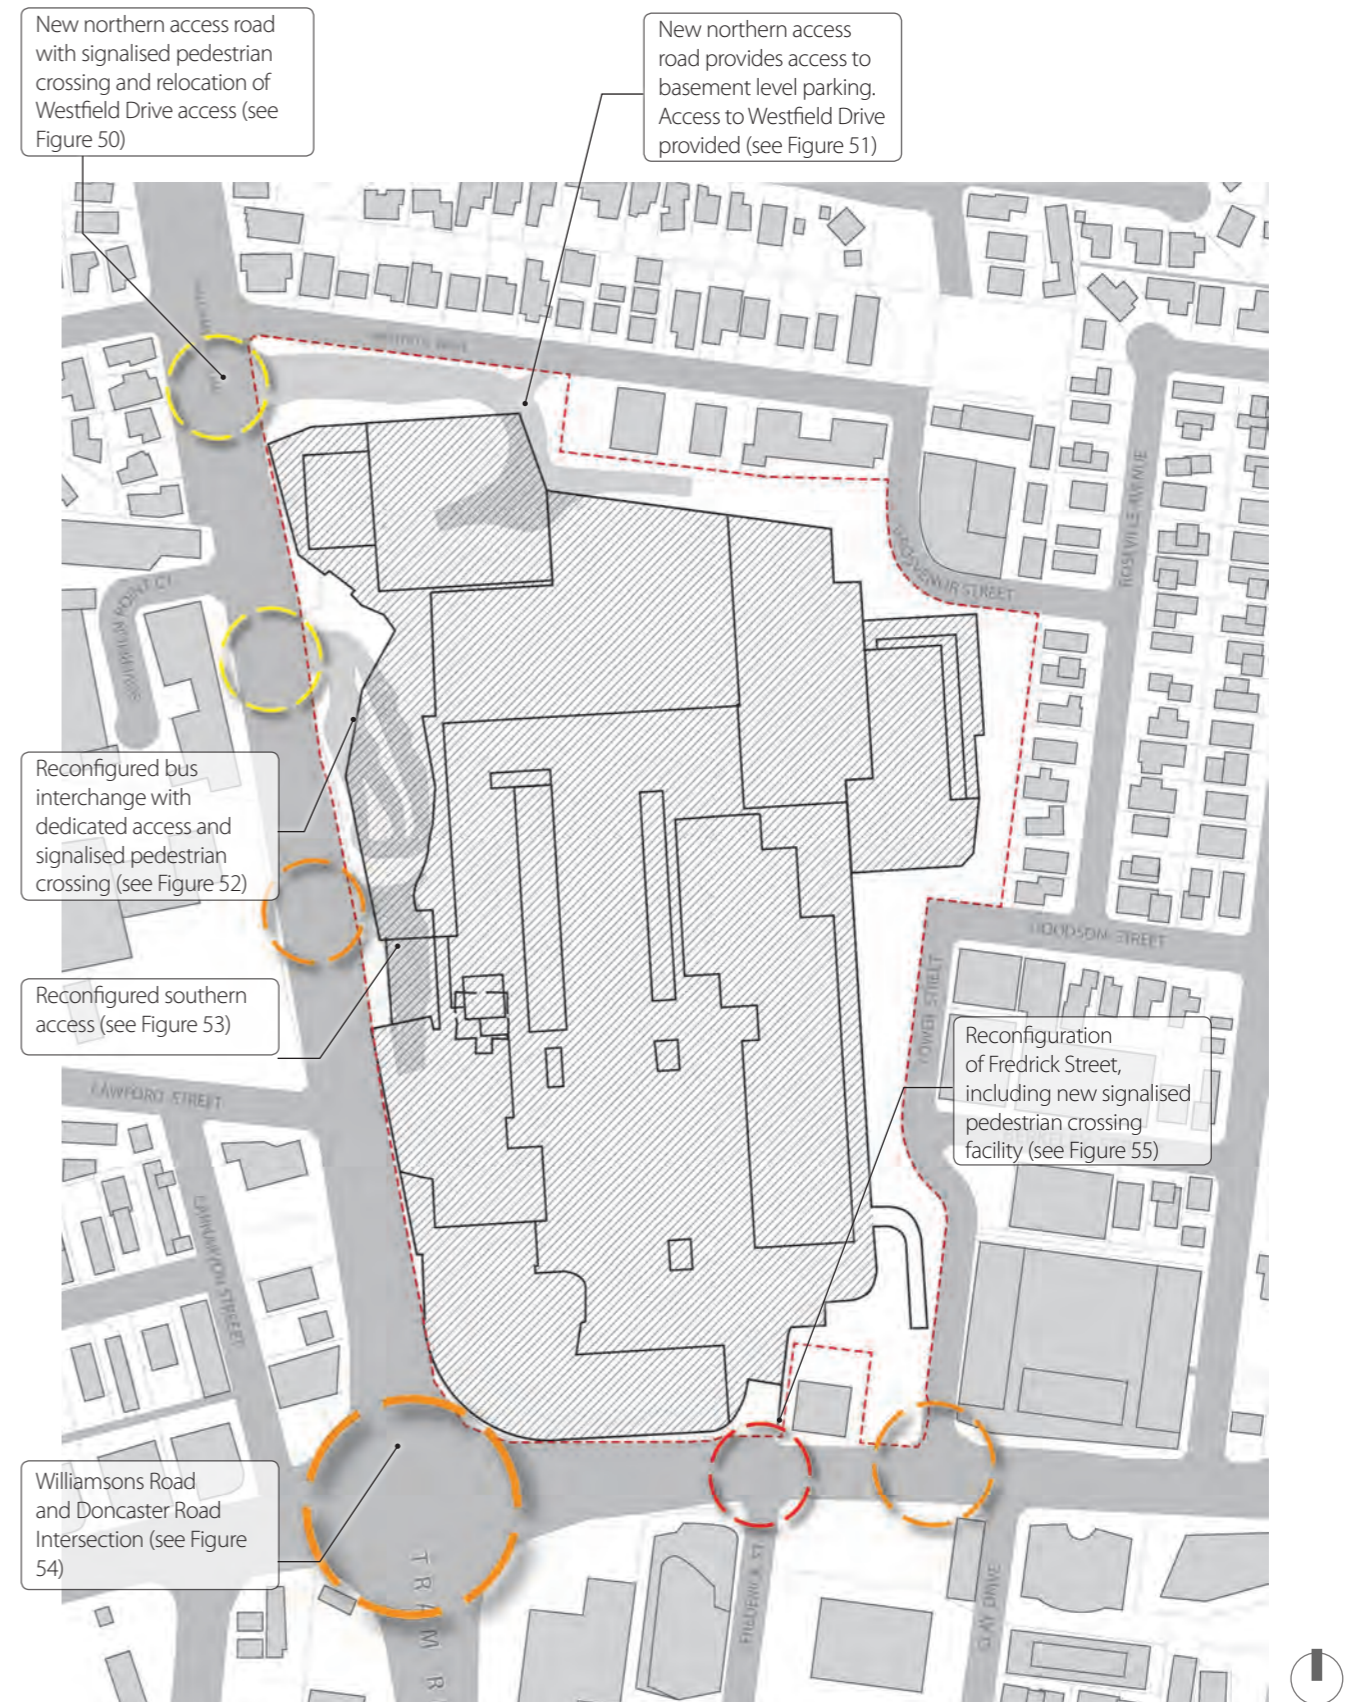 New northern access road
with signalised pedestrian
crossing and relocation of
Westfield Drive access (see
Figure 50)
New northern access
road provides access to
basement level parking.
Access to Westfield Drive
provided (see Figure 51)
ROSEVILLE AVENUE
GROSVENOR STREET
Reconfigured bus
interchange with
dedicated access and
signalised pedestrian
crossing (see Figure 52)
GOODSON STREET
TOWER STREET
Reconfigured southern
access (see Figure 53)
Reconfiguration
of Fredrick Street,
including new signalised
pedestrian crossing
facility (see Figure 55)
LAWFORD STREET
Williamsons Road
and Doncaster Road
Intersection (see Figure
54)
TRAM R
FREDERICK ST
CLAY DRIVE